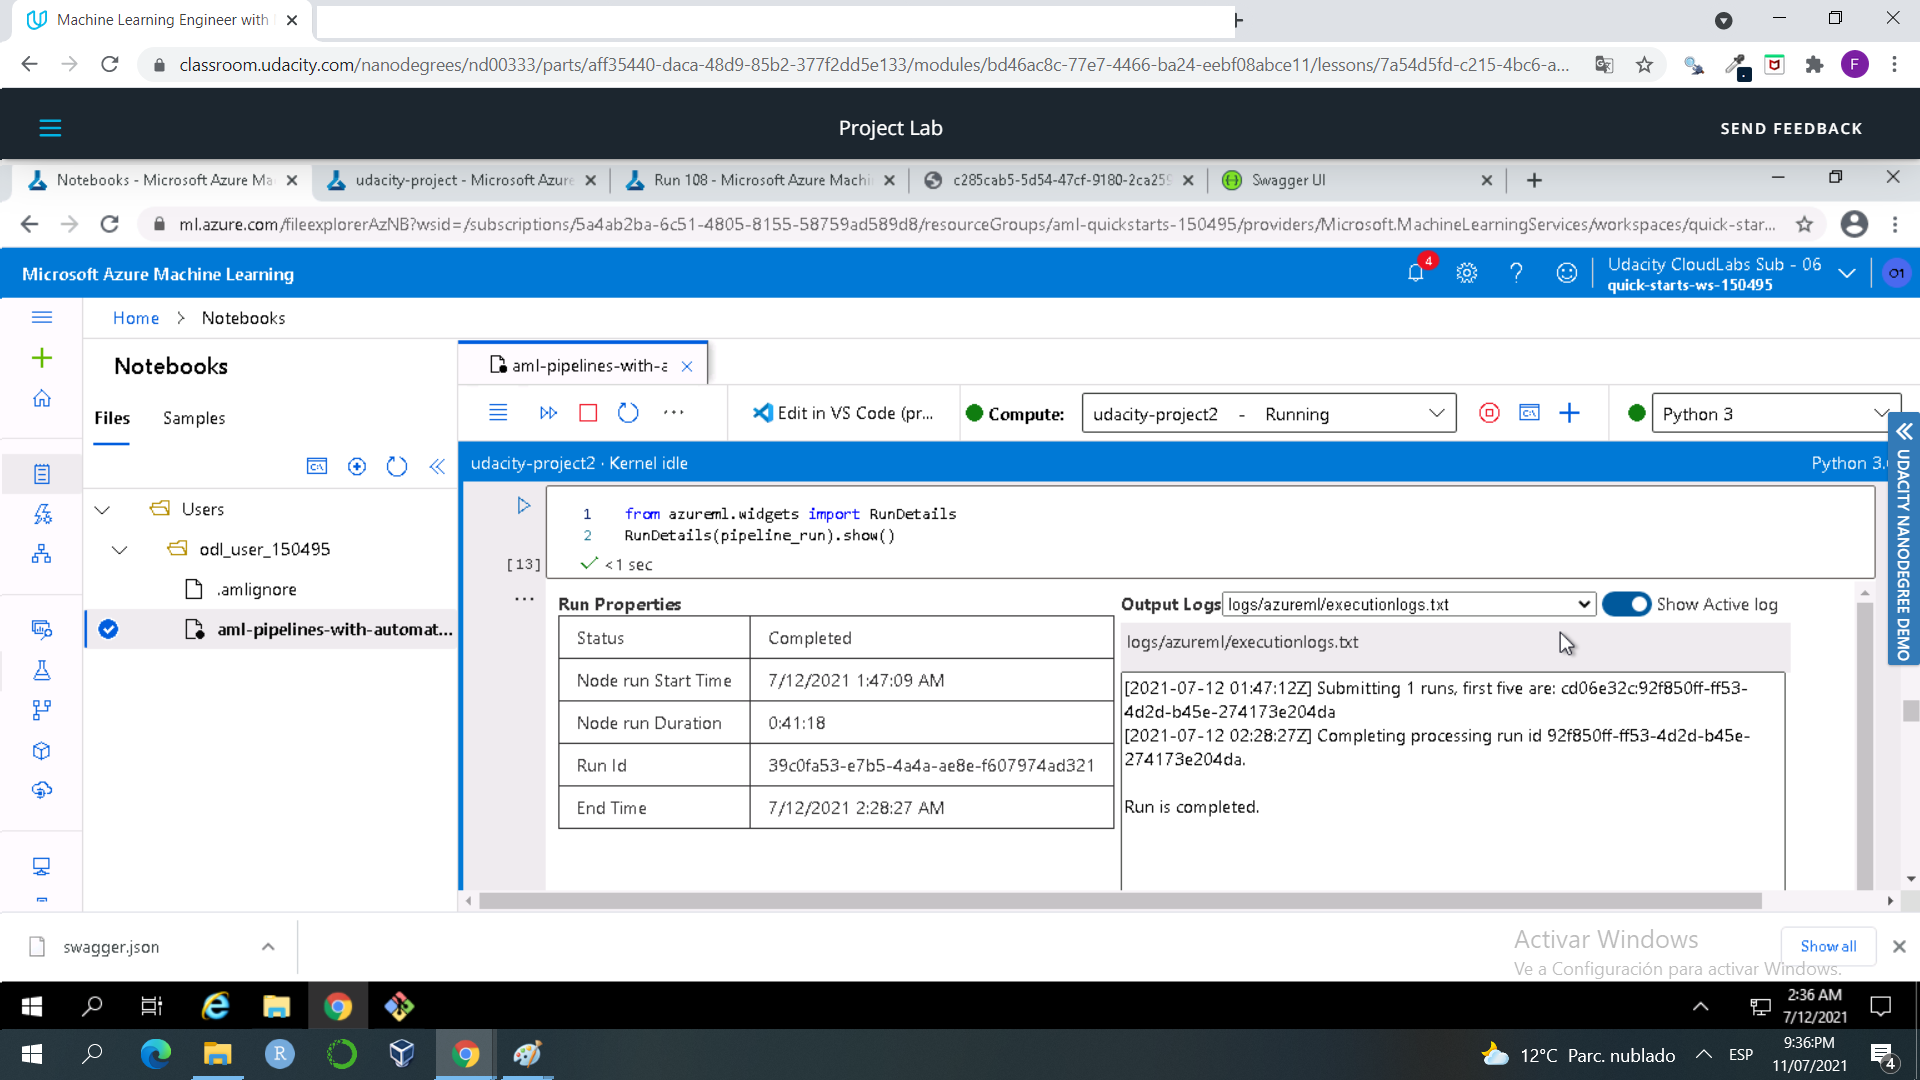 Machine Learning Engineer with
classroom.udacity.com/nanodegrees/nd00333/parts/aff35440-daca-48d9-85b2-377f2dd5e133/modules/bd46ac8c-77e7-4466-ba24-eebf08abce11/lessons/7a54d5fd-c215-4bc6-a...
F
Project Lab
SEND FEEDBACK
Notebooks - Microsoft Azure Ma
udacity-project - Microsoft Azure
Run 108 - Microsoft Azure Machi
c285cab5-5d54-47cf-9180-2ca259
Swagger UI
ml.azure.com/fileexplorerAzNB?wsid=/subscriptions/5a4ab2ba-6c51-4805-8155-58759ad589d8/resourceGroups/aml-quickstarts-150495/providers/Microsoft.MachineLearningServices/workspaces/quick-star...
Microsoft Azure Machine Learning
4
Udacity CloudLabs Sub - 06
quick-starts-ws-150495
O1
Home > Notebooks
Notebooks
Files
Samples
Users
odl_user_150495
.amlignore
aml-pipelines-with-automat...
aml-pipelines-with-a
Edit in VS Code (pr...
Compute:
udacity-project2 - Running
Python 3
udacity-project2 · Kernel idle
Python 3.
UDACITY NANODEGREE DEMO
1 from azureml.widgets import RunDetails
2 RunDetails(pipeline_run).show()
[13]
<1 sec
Run Properties
Status Completed
Node run Start Time 7/12/2021 1:47:09 AM
Node run Duration 0:41:18
Run Id 39c0fa53-e7b5-4a4a-ae8e-f607974ad321
End Time 7/12/2021 2:28:27 AM
Output Logs
logs/azureml/executionlogs.txt
Show Active log
logs/azureml/executionlogs.txt
[2021-07-12 01:47:12Z] Submitting 1 runs, first five are: cd06e32c:92f850ff-ff53-
4d2d-b45e-274173e204da
[2021-07-12 02:28:27Z] Completing processing run id 92f850ff-ff53-4d2d-b45e-
274173e204da.
Run is completed.
swagger.json
Activar Windows
Ve a Configuración para activar Windows.
Show all
2:36 AM
7/12/2021
12°C Parc. nublado
ESP
9:36:PM
11/07/2021
4